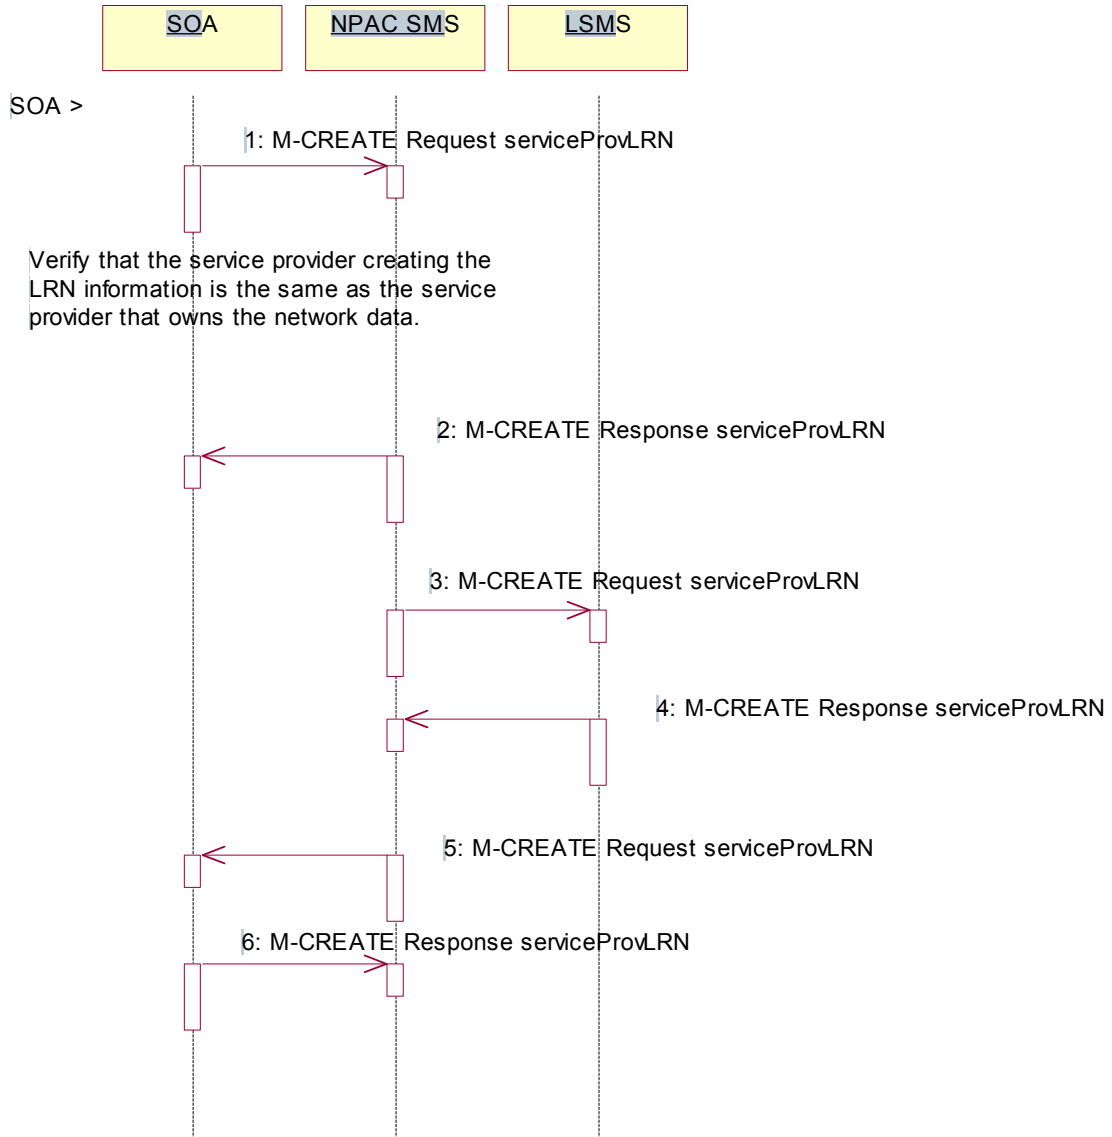 SOA
NPAC SMS
LSMS
SOA >
1: M-CREATE Request serviceProvLRN
Verify that the service provider creating the
LRN information is the same as the service
provider that owns the network data.
2: M-CREATE Response serviceProvLRN
3: M-CREATE Request serviceProvLRN
4: M-CREATE Response serviceProvLRN
5: M-CREATE Request serviceProvLRN
6: M-CREATE Response serviceProvLRN